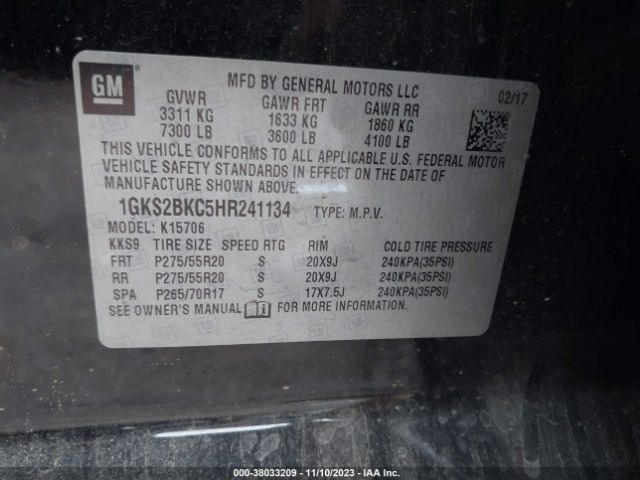 GM
MFD BY GENERAL MOTORS LLC 02/17
GVWR GAWR FRT GAWR RR
3311 KG 1633 KG 1860 KG
7300 LB 3600 LB 4100 LB
THIS VEHICLE CONFORMS TO ALL APPLICABLE U.S. FEDERAL MOTOR
VEHICLE SAFETY STANDARDS IN EFFECT ON THE DATE OF
MANUFACTURE SHOWN ABOVE.
1GKS2BKC5HR241134 TYPE: M.P.V.
MODEL: K15706
KKS9 TIRE SIZE SPEED RTG RIM COLD TIRE PRESSURE
FRT P275/55R20 S 20X9J 240KPA(35PSI)
RR P275/55R20 S 20X9J 240KPA(35PSI)
SPA P265/70R17 S 17X7.5J 240KPA(35PSI)
SEE OWNER'S MANUAL FOR MORE INFORMATION.
000-38033209 - 11/10/2023 - IAA Inc.